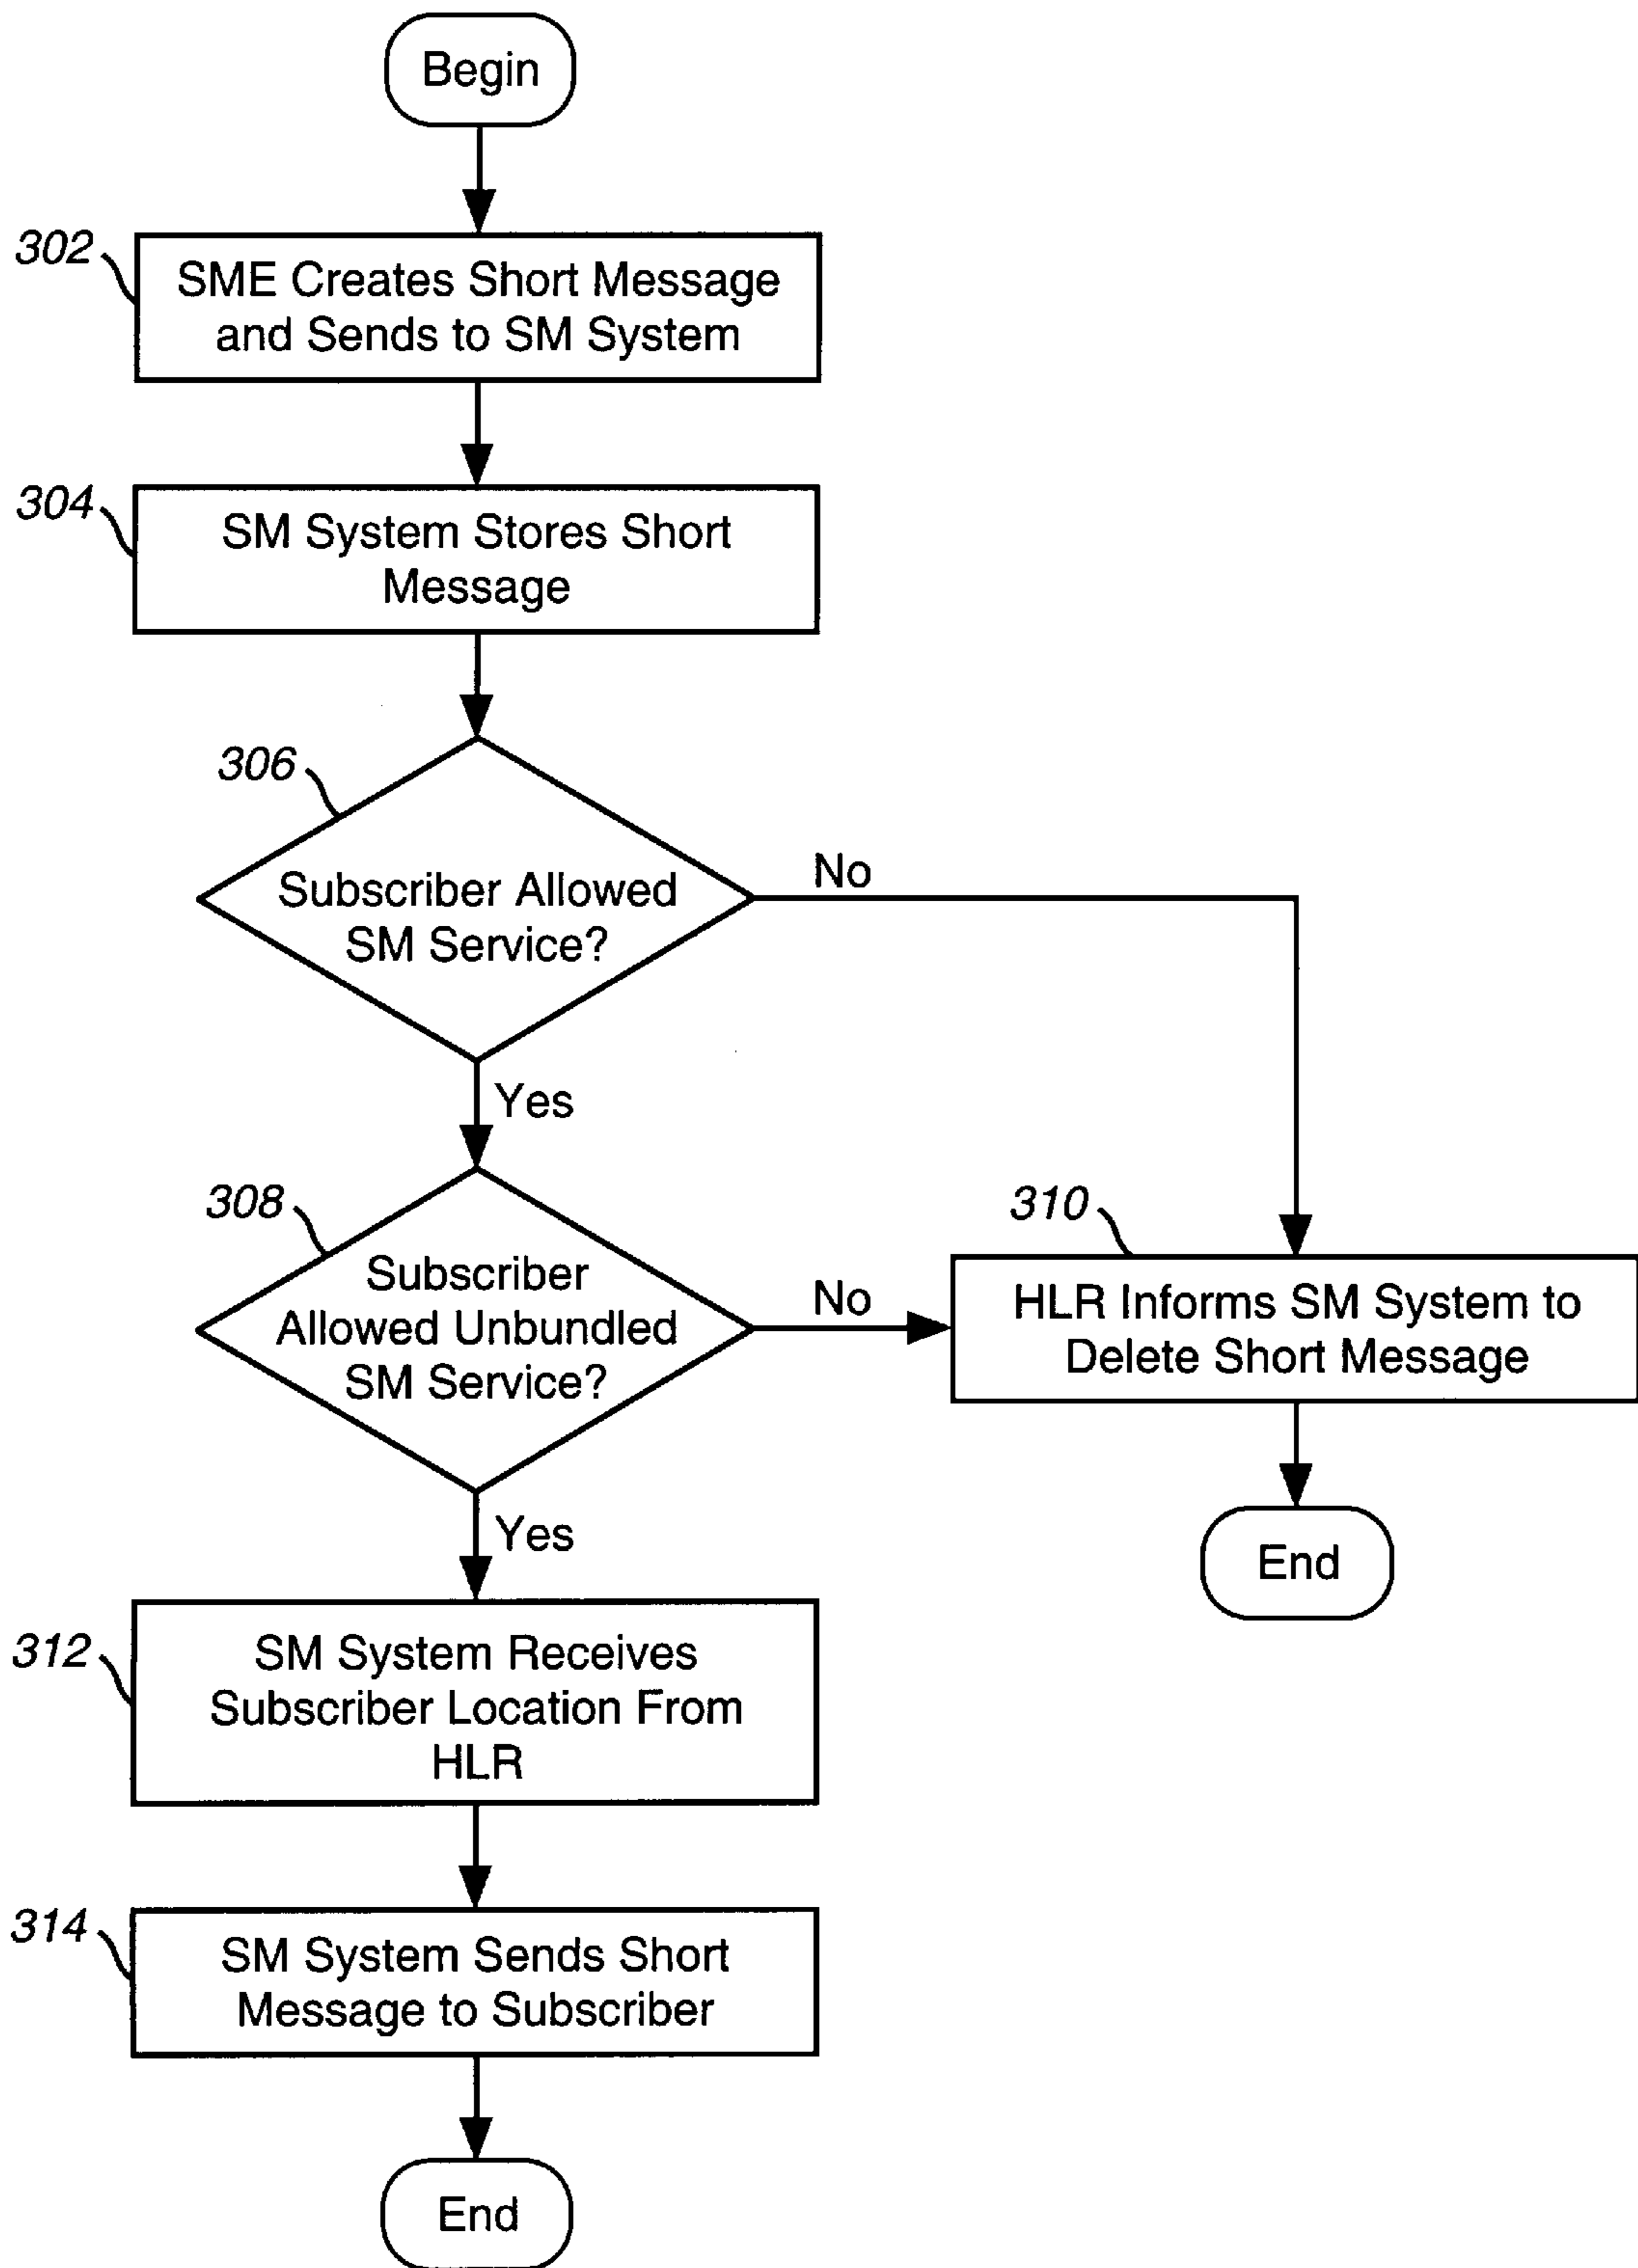 Begin
302
SME Creates Short Message
and Sends to SM System
304
SM System Stores Short
Message
306
Subscriber Allowed
SM Service?
No
Yes
308
Subscriber
Allowed Unbundled
SM Service?
No
310
HLR Informs SM System to
Delete Short Message
Yes
End
312
SM System Receives
Subscriber Location From
HLR
314
SM System Sends Short
Message to Subscriber
End